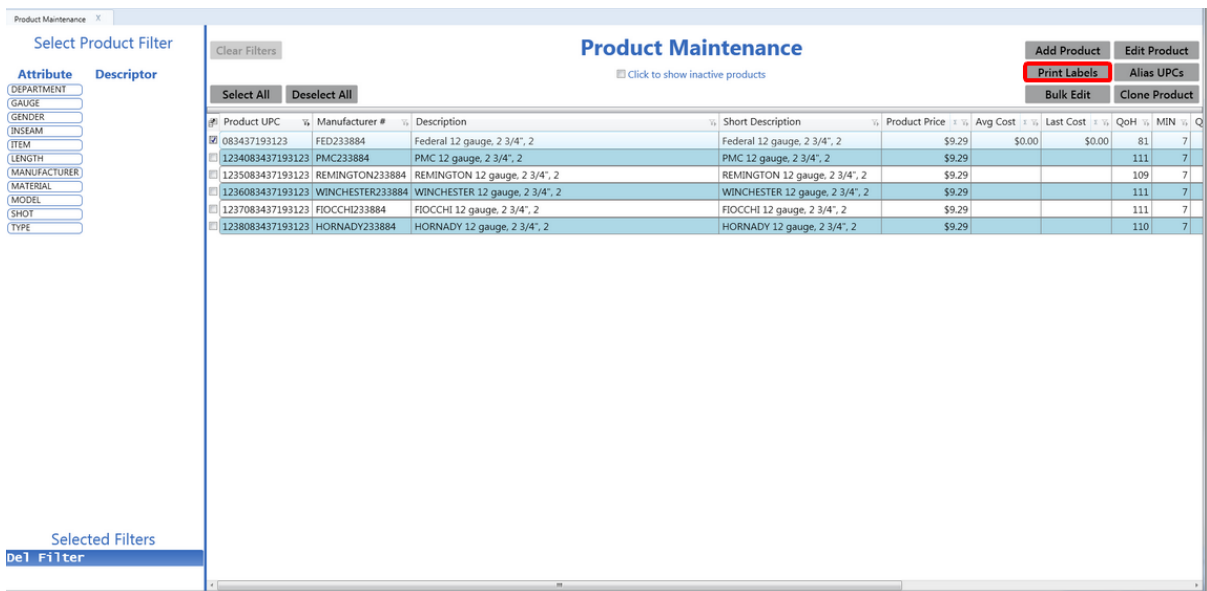 Product Maintenance X
Select Product Filter
Attribute Descriptor
DEPARTMENT
GAUGE
GENDER
INSEAM
ITEM
LENGTH
MANUFACTURER
MATERIAL
MODEL
SHOT
TYPE
Selected Filters
Del Filter
Clear Filters
Product Maintenance
Click to show inactive products
Add Product Edit Product
Print Labels Alias UPCs
Bulk Edit Clone Product
Select All Deselect All
Product UPC Manufacturer # Description Short Description Product Price Avg Cost Last Cost QoH MIN Q
083437193123 FED233884 Federal 12 gauge, 2 3/4", 2 Federal 12 gauge, 2 3/4", 2 $9.29 $0.00 $0.00 81 7
1234083437193123 PMC233884 PMC 12 gauge, 2 3/4", 2 PMC 12 gauge, 2 3/4", 2 $9.29 111 7
1235083437193123 REMINGTON233884 REMINGTON 12 gauge, 2 3/4", 2 REMINGTON 12 gauge, 2 3/4", 2 $9.29 109 7
1236083437193123 WINCHESTER233884 WINCHESTER 12 gauge, 2 3/4", 2 WINCHESTER 12 gauge, 2 3/4", 2 $9.29 111 7
1237083437193123 FIOCCHI233884 FIOCCHI 12 gauge, 2 3/4", 2 FIOCCHI 12 gauge, 2 3/4", 2 $9.29 111 7
1238083437193123 HORNADY233884 HORNADY 12 gauge, 2 3/4", 2 HORNADY 12 gauge, 2 3/4", 2 $9.29 110 7